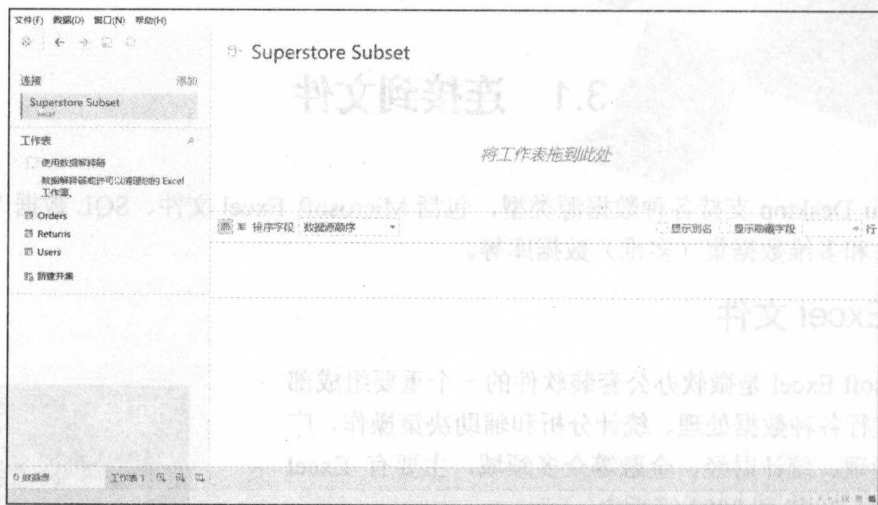 文件(F) 数据(D) 窗口(N) 帮助(H)
Superstore Subset
连接 添加
Superstore Subset
Excel
工作表
将工作表拖到此处
使用数据解释器
数据解释器或许可以清理您的 Excel
工作簿。
Orders
Returns
Users
新建并集
排序字段 数据源顺序
显示别名 显示隐藏字段 行
数据源 工作表 1
3.1 连接到文件
u Desktop 支持各种数据源类型，包括 Microsoft Excel 文件、SQL 数据
和多维数据集（多维）数据库等。
Excel 文件
soft Excel 是微软办公套装软件的一个重要组成部
行各种数据处理、统计分析和辅助决策操作，广